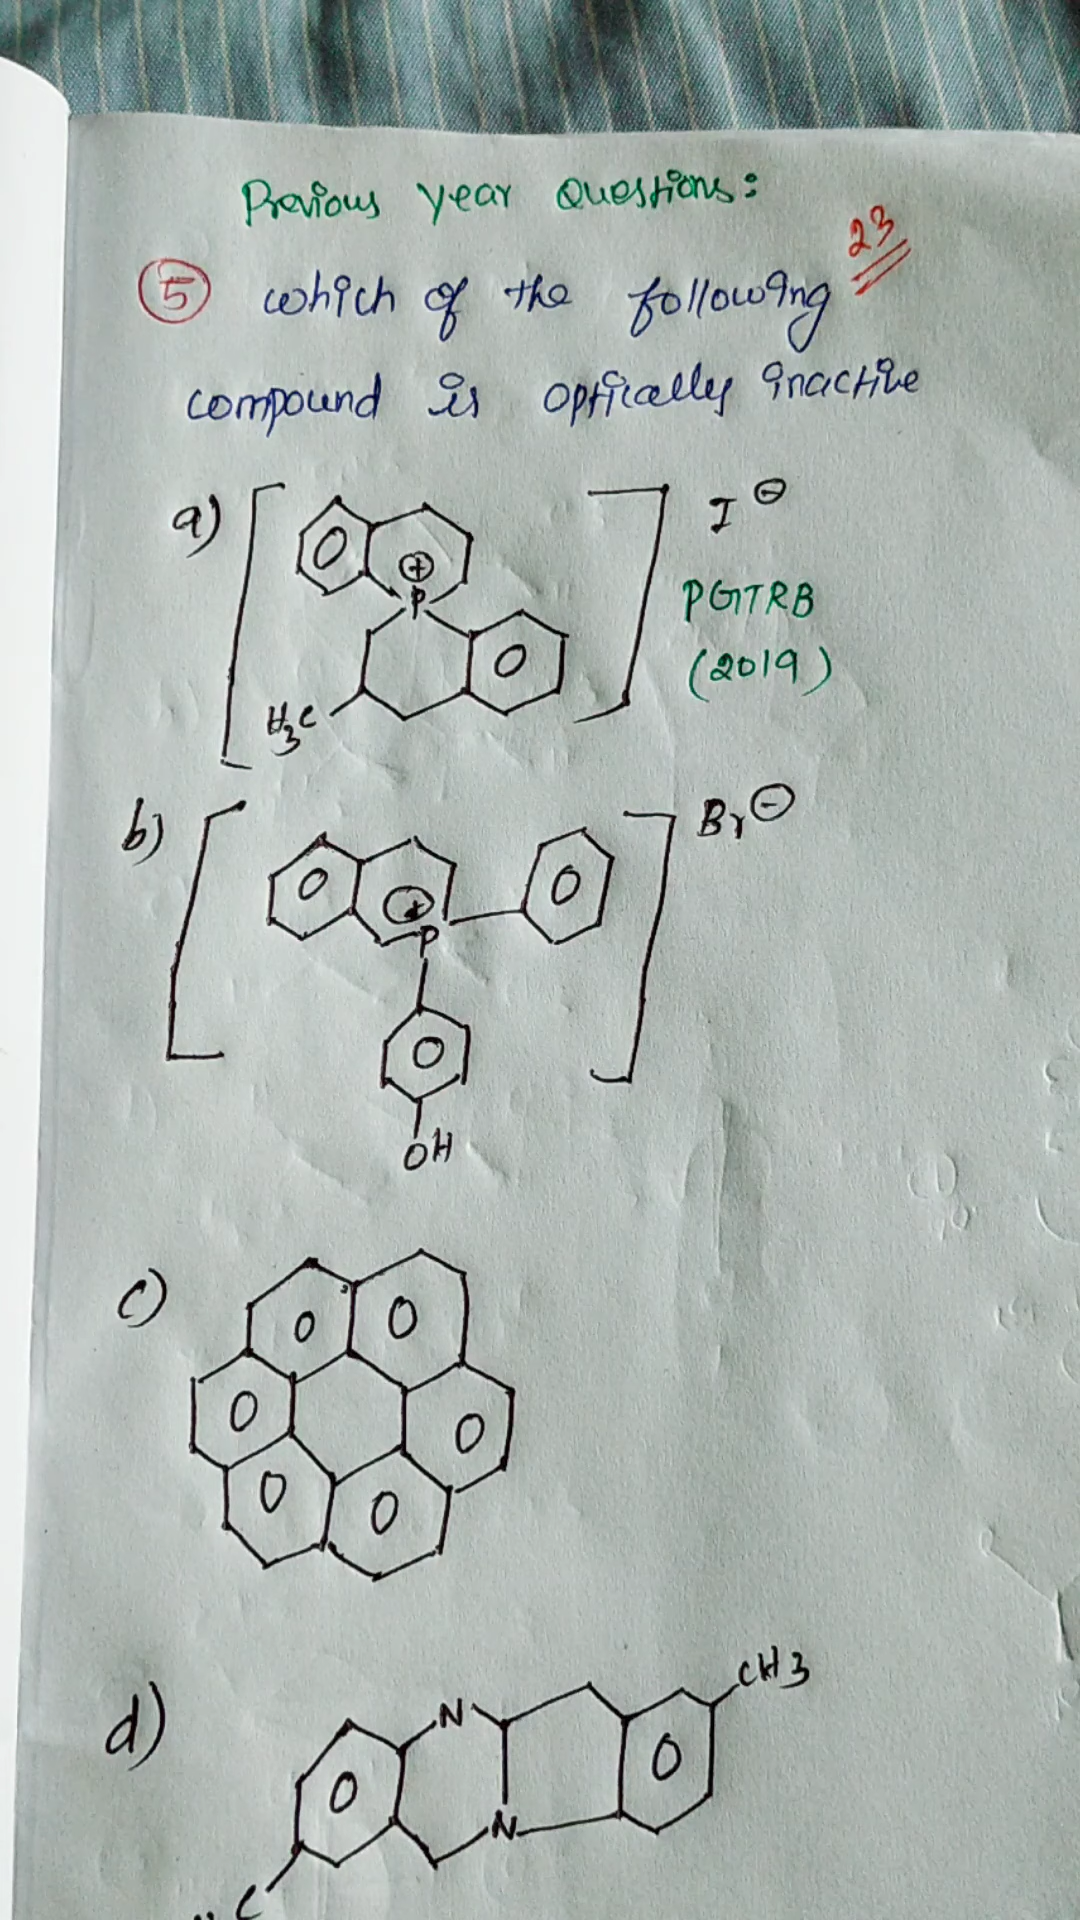 Previous year Questions:
23
5 which of the following
compound is optically inactive
a) I ⊖
⊕
P
PGTRB
(2019)
H3C
b) Br ⊖
⊕
P
OH
c)
d) CH3
N
N
C